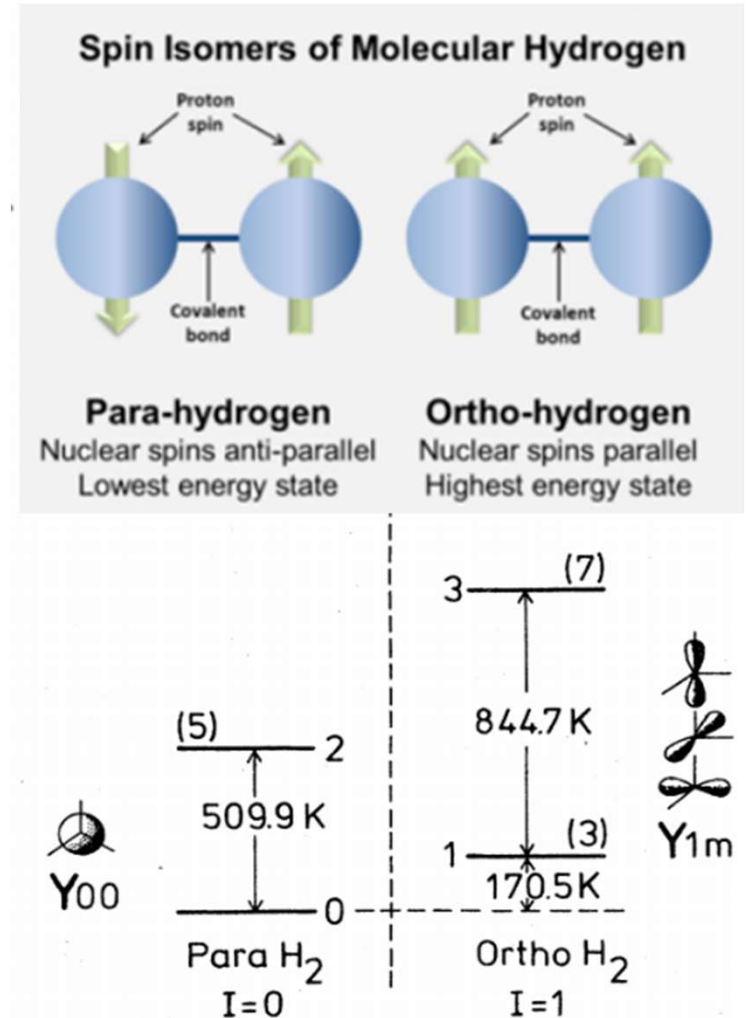 Spin Isomers of Molecular Hydrogen
Proton
spin
Proton
spin
Covalent
bond
Covalent
bond
Para-hydrogen
Nuclear spins anti-parallel
Lowest energy state
Ortho-hydrogen
Nuclear spins parallel
Highest energy state
(5)
2
509.9 K
0
Y00
Para H2
I=0
3
(7)
844.7 K
1
(3)
170.5K
Y1m
Ortho H2
I=1